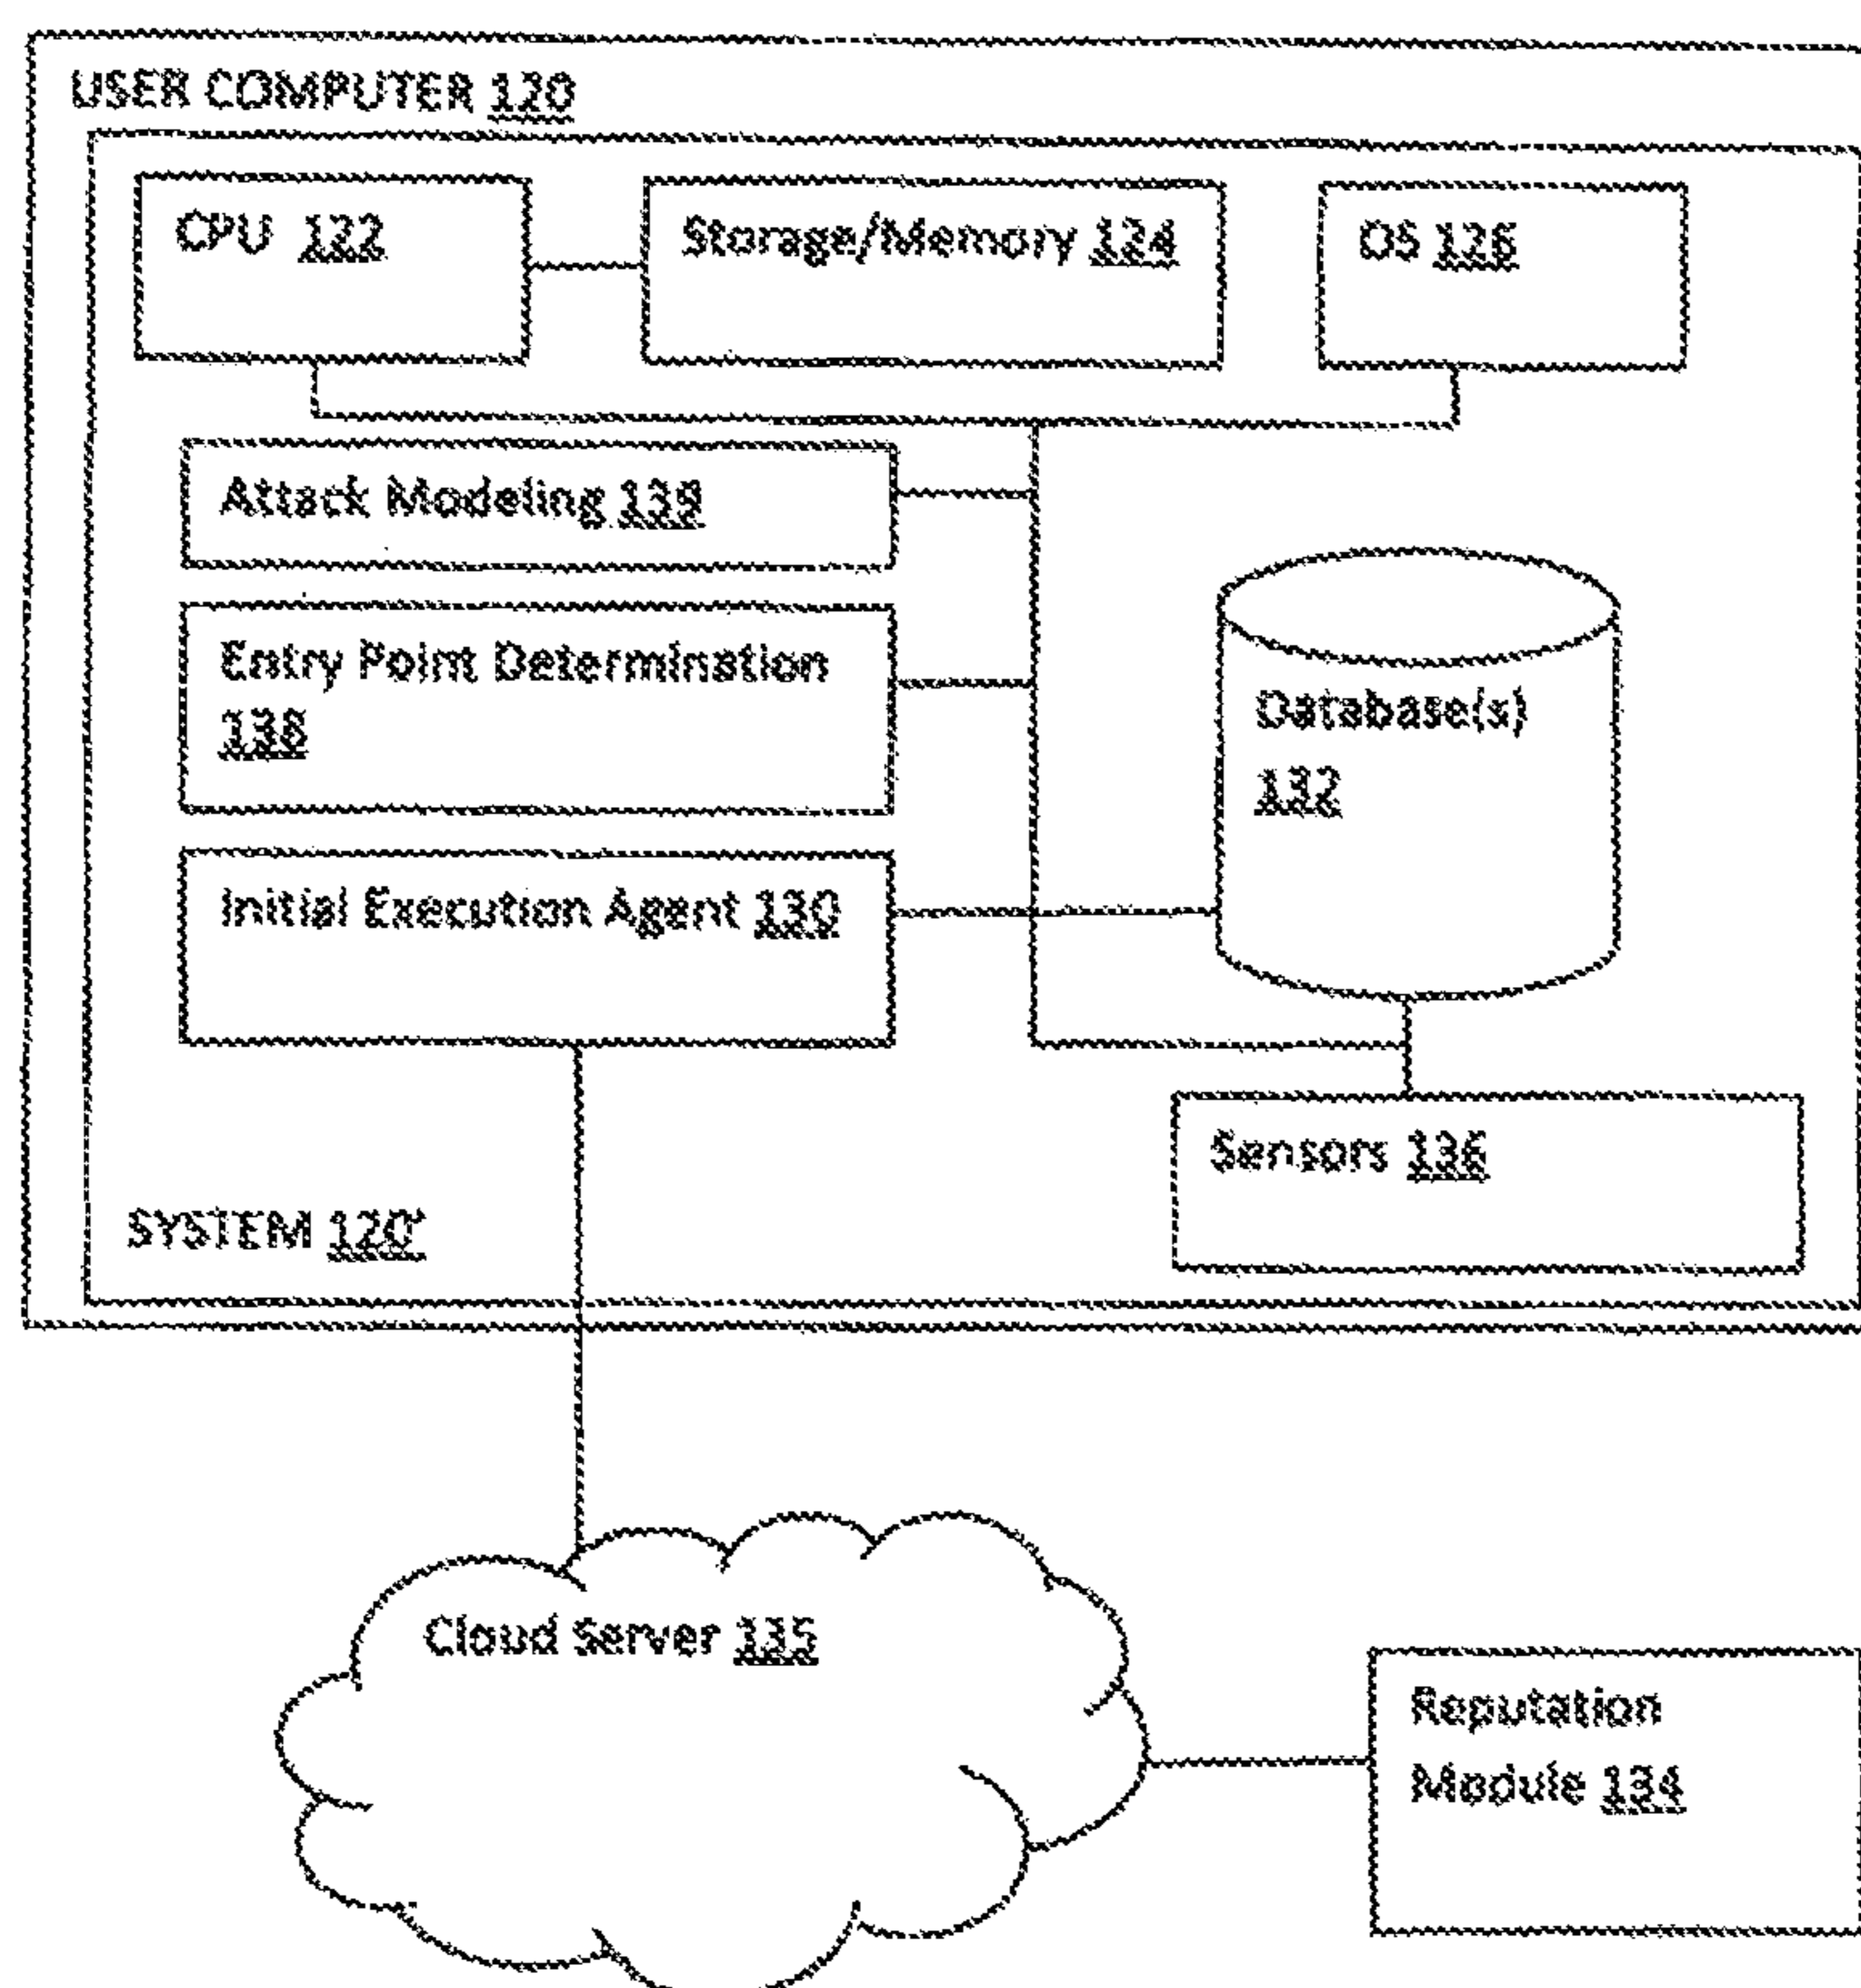 USER COMPUTER 120
CPU 122
Storage/Memory 124
OS 126
Attack Modeling 139
Entry Point Determination
138
Database(s)
132
Initial Execution Agent 130
Sensors 136
SYSTEM 120'
Cloud Server 135
Reputation
Module 134